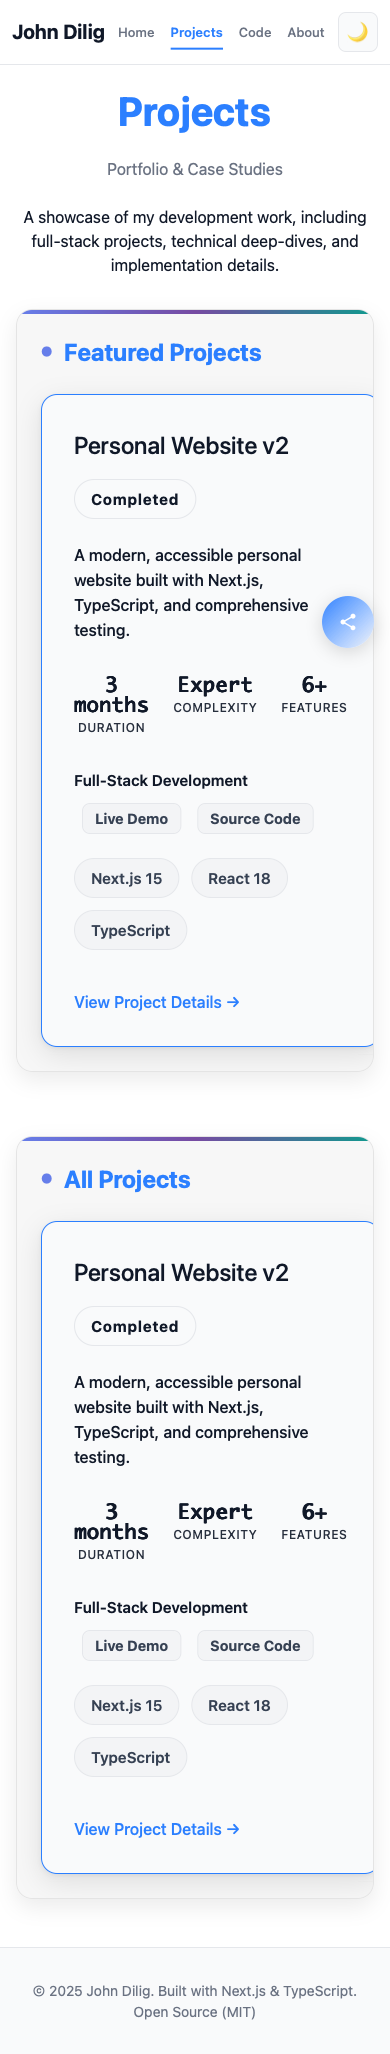 John Dilig Home Projects Code About
Projects
Portfolio & Case Studies
A showcase of my development work, including
full-stack projects, technical deep-dives, and
implementation details.
Featured Projects
Personal Website v2
Completed
A modern, accessible personal
website built with Next.js,
TypeScript, and comprehensive
testing.
3 months Expert 6+
DURATION COMPLEXITY FEATURES
Full-Stack Development
Live Demo Source Code
Next.js 15 React 18
TypeScript
View Project Details →
All Projects
Personal Website v2
Completed
A modern, accessible personal
website built with Next.js,
TypeScript, and comprehensive
testing.
3 months Expert 6+
DURATION COMPLEXITY FEATURES
Full-Stack Development
Live Demo Source Code
Next.js 15 React 18
TypeScript
View Project Details →
© 2025 John Dilig. Built with Next.js & TypeScript.
Open Source (MIT)